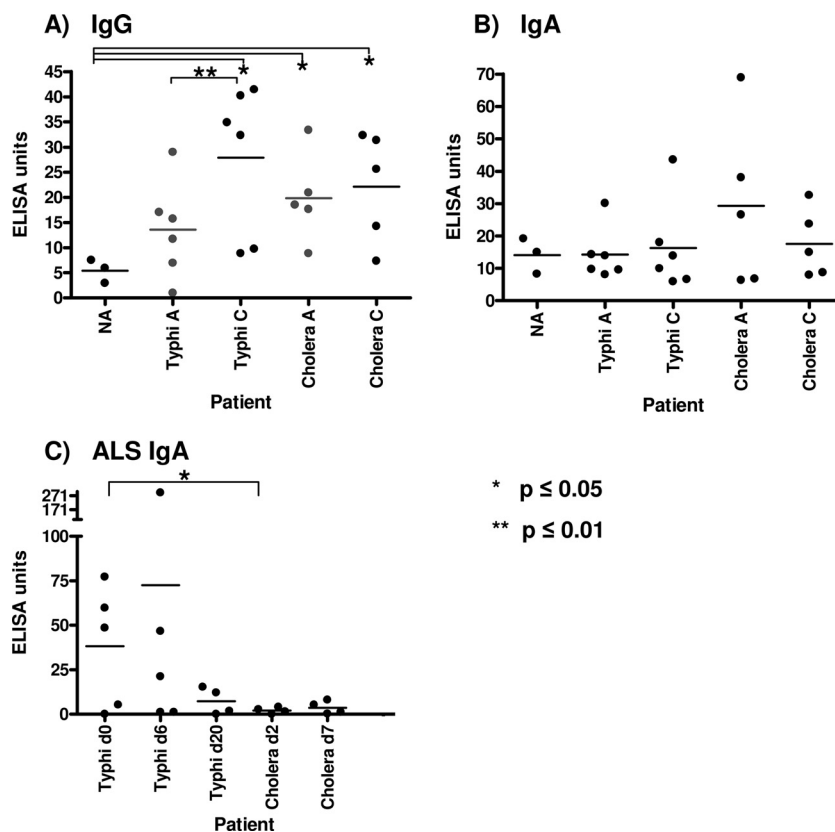 A) IgG
**
*
*
*
45
40
35
30
25
20
15
10
5
0
ELISA units
NA
Typhi A
Typhi C
Cholera A
Cholera C
Patient
B) IgA
70
60
50
40
30
20
10
0
ELISA units
NA
Typhi A
Typhi C
Cholera A
Cholera C
Patient
C) ALS IgA
*
271
171
100
75
50
25
0
ELISA units
Typhi d0
Typhi d6
Typhi d20
Cholera d2
Cholera d7
Patient
* p ≤ 0.05
** p ≤ 0.01